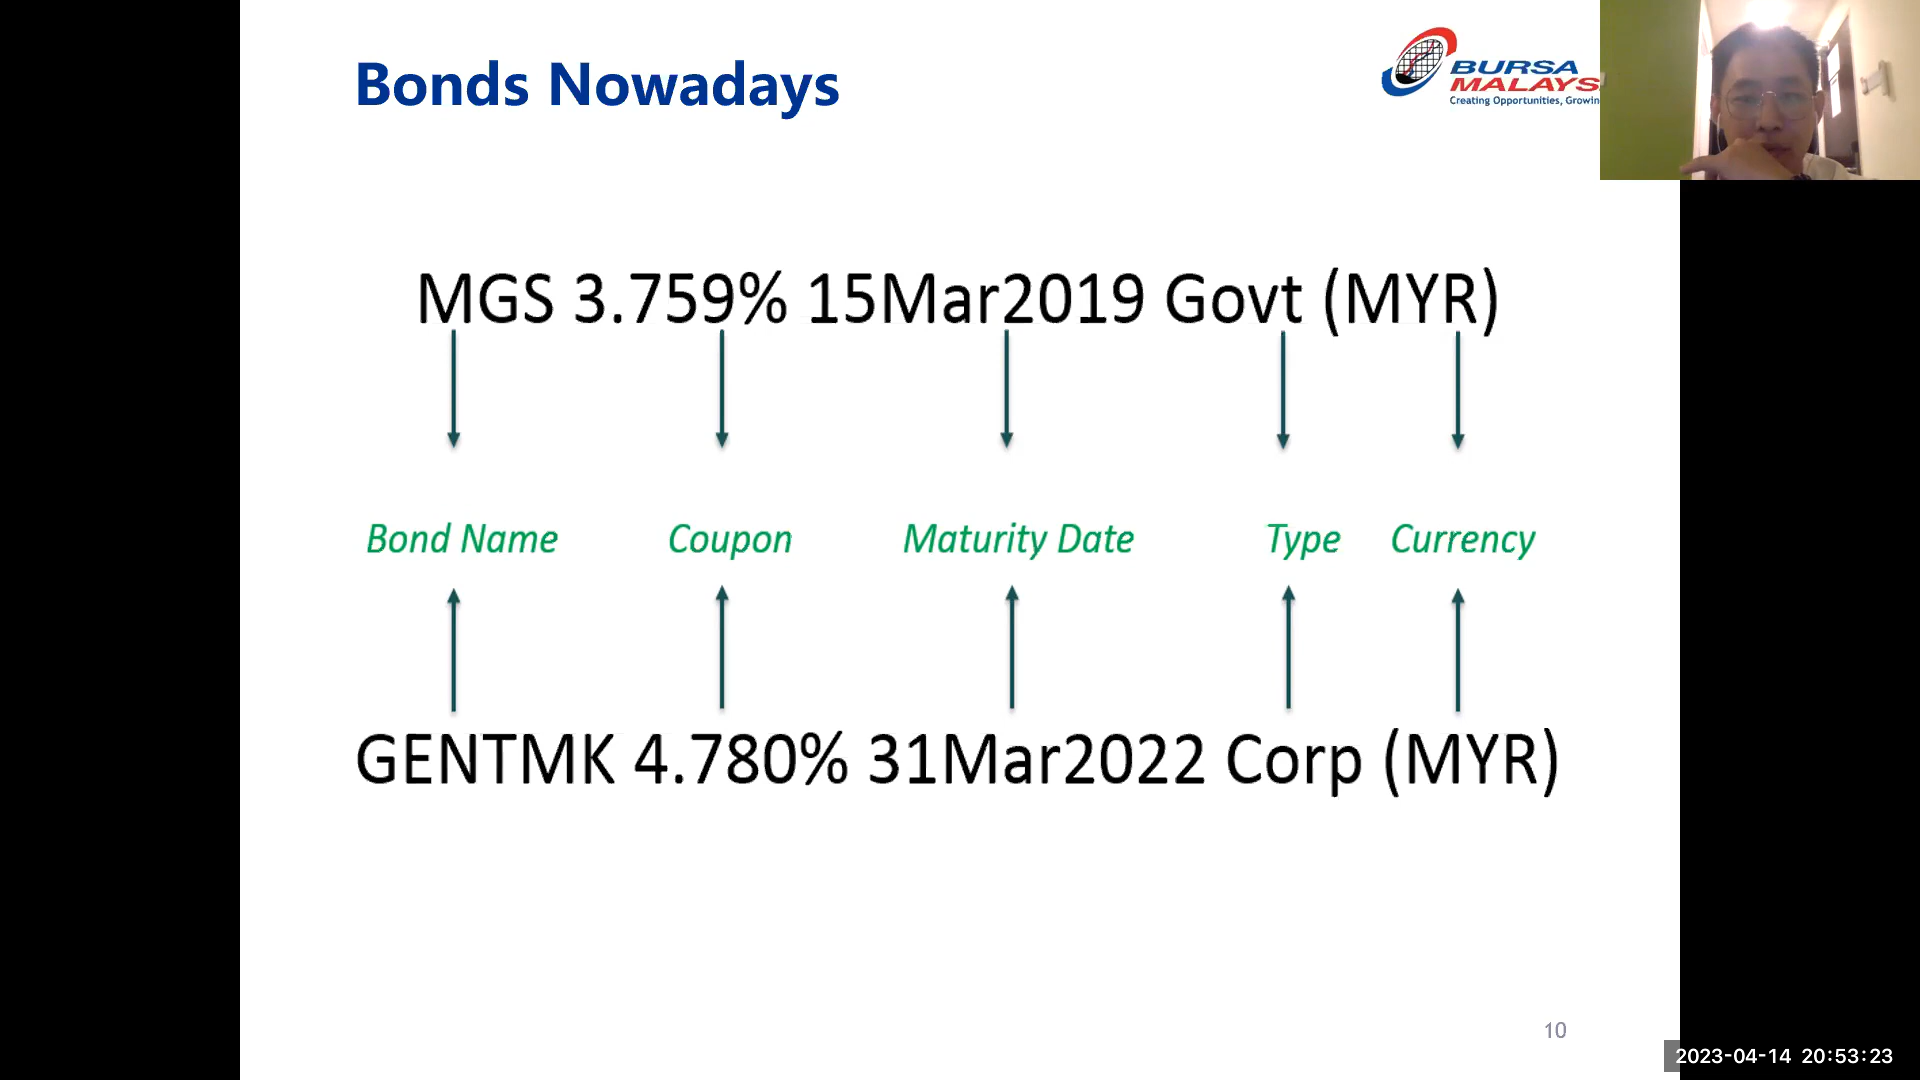 Bonds Nowadays
BURSA
MALAYS
Creating Opportunities, Growin
MGS 3.759% 15Mar2019 Govt (MYR)
Bond Name Coupon Maturity Date Type Currency
GENTMK 4.780% 31Mar2022 Corp (MYR)
10
2023-04-14 20:53:23